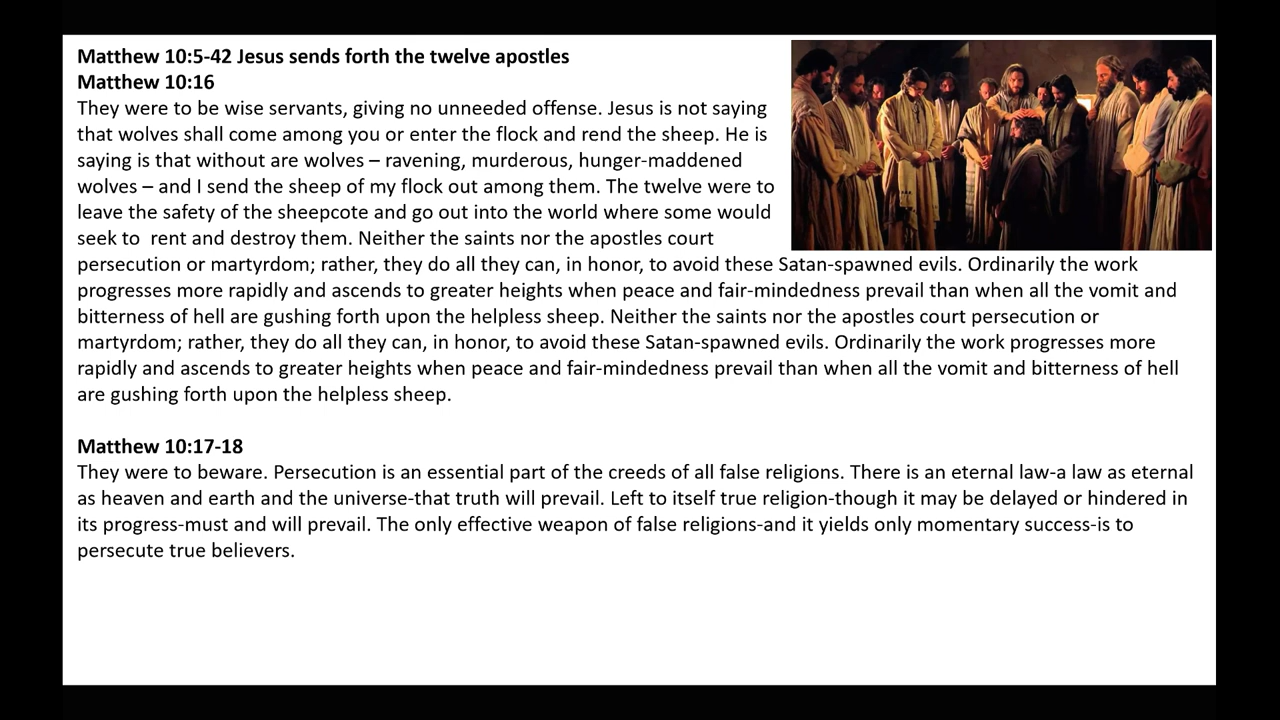 Matthew 10:5-42 Jesus sends forth the twelve apostles
Matthew 10:16
They were to be wise servants, giving no unneeded offense. Jesus is not saying
that wolves shall come among you or enter the flock and rend the sheep. He is
saying is that without are wolves – ravening, murderous, hunger-maddened
wolves – and I send the sheep of my flock out among them. The twelve were to
leave the safety of the sheepcote and go out into the world where some would
seek to  rent and destroy them. Neither the saints nor the apostles court
persecution or martyrdom; rather, they do all they can, in honor, to avoid these Satan-spawned evils. Ordinarily the work
progresses more rapidly and ascends to greater heights when peace and fair-mindedness prevail than when all the vomit and
bitterness of hell are gushing forth upon the helpless sheep. Neither the saints nor the apostles court persecution or
martyrdom; rather, they do all they can, in honor, to avoid these Satan-spawned evils. Ordinarily the work progresses more
rapidly and ascends to greater heights when peace and fair-mindedness prevail than when all the vomit and bitterness of hell
are gushing forth upon the helpless sheep.
Matthew 10:17-18
They were to beware. Persecution is an essential part of the creeds of all false religions. There is an eternal law-a law as eternal
as heaven and earth and the universe-that truth will prevail. Left to itself true religion-though it may be delayed or hindered in
its progress-must and will prevail. The only effective weapon of false religions-and it yields only momentary success-is to
persecute true believers.